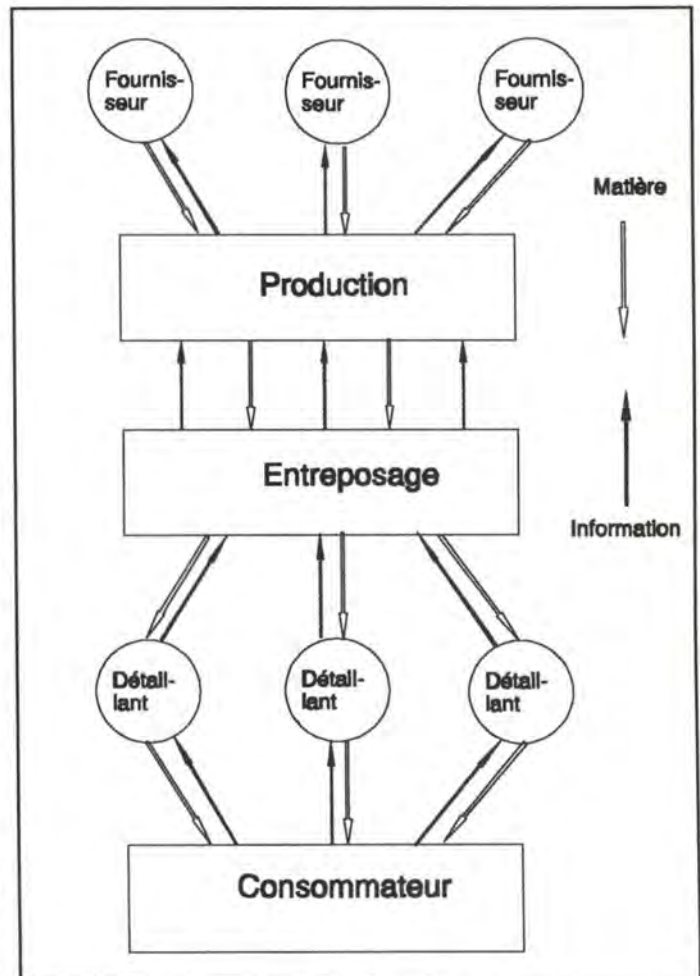 Fournis-
seur
Fournis-
seur
Fournis-
seur
Matière
Production
Entreposage
Information
Détail-
lant
Détail-
lant
Détail-
lant
Consommateur